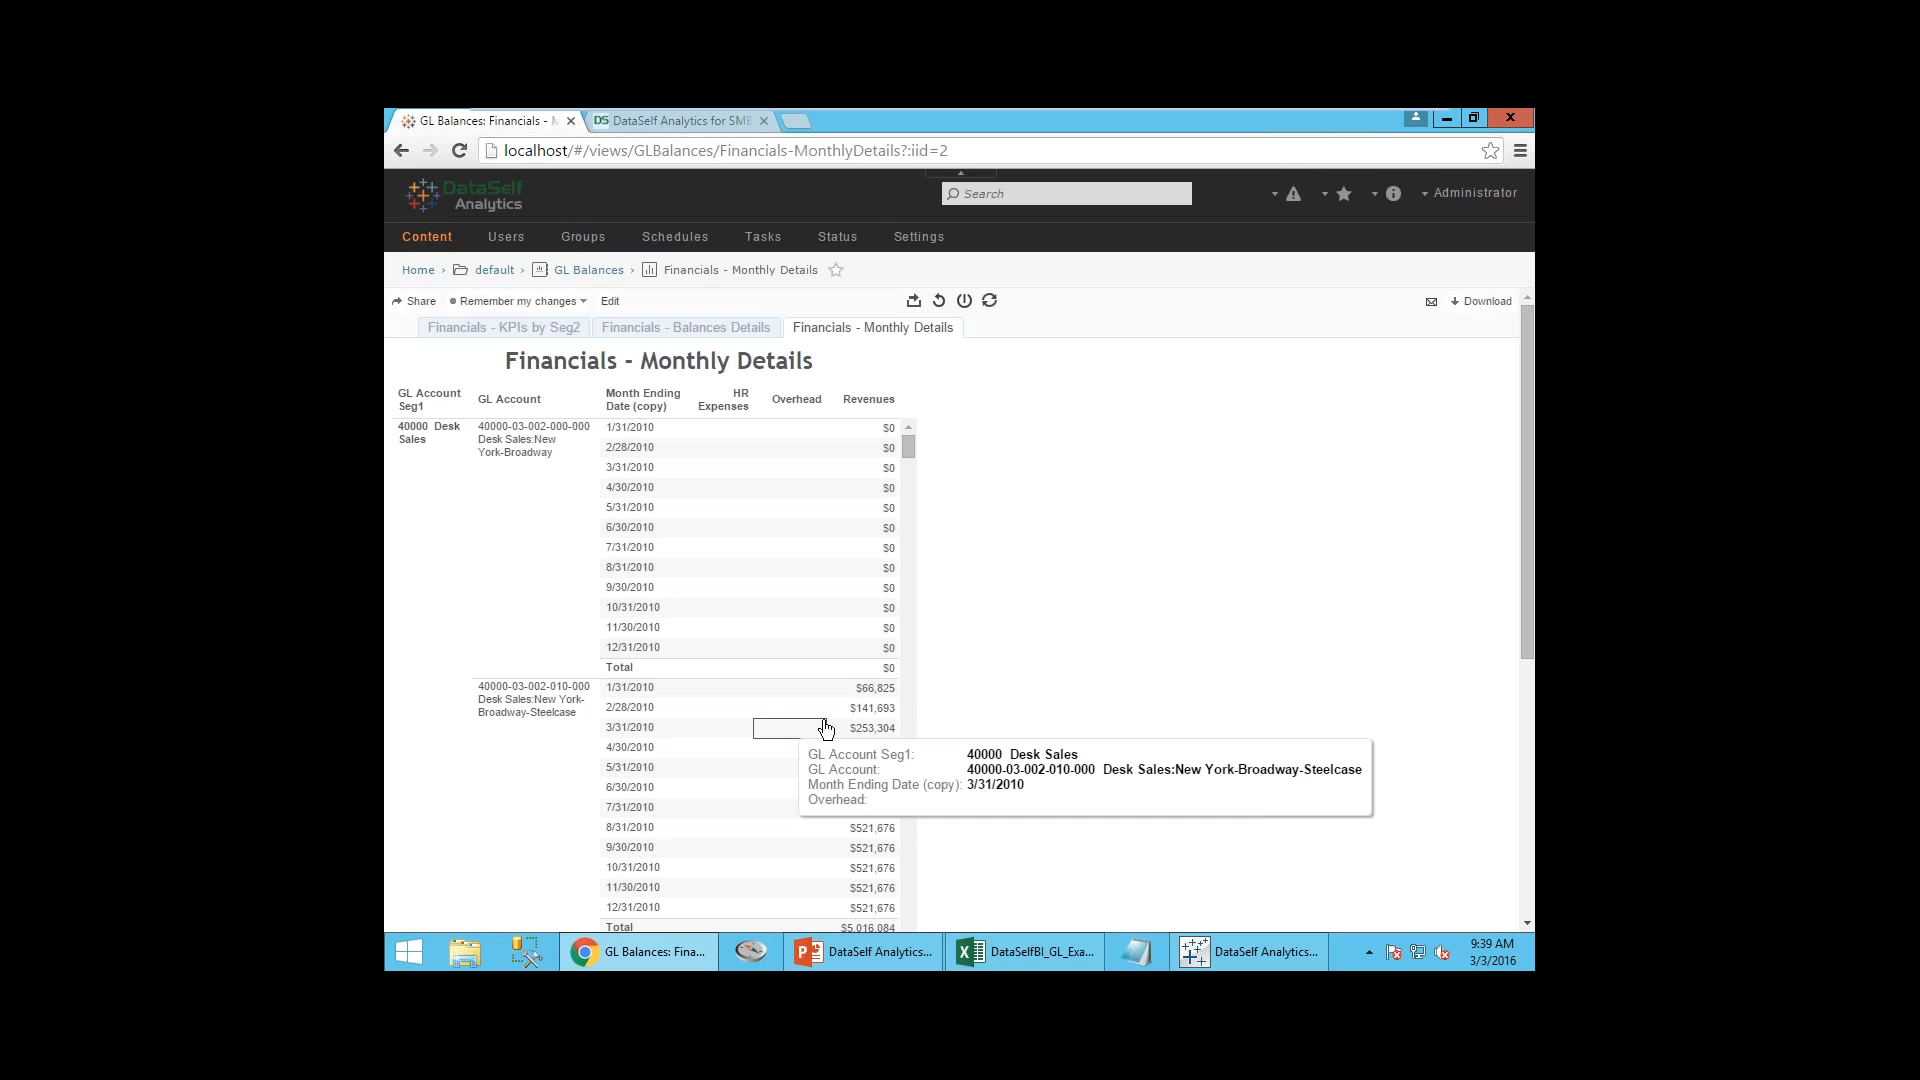 GL Balances: Financials - M
DS DataSelf Analytics for SMB
localhost/#/views/GLBalances/Financials-MonthlyDetails?:iid=2
DataSelf
Analytics
Search
Administrator
Content Users Groups Schedules Tasks Status Settings
Home › default › GL Balances › Financials - Monthly Details
Share Remember my changes Edit
Download
Financials - KPIs by Seg2 Financials - Balances Details Financials - Monthly Details
Financials - Monthly Details
GL Account Seg1 GL Account Month Ending Date (copy) HR Expenses Overhead Revenues
40000 Desk Sales
40000-03-002-000-000
Desk Sales:New
York-Broadway
1/31/2010 $0
2/28/2010 $0
3/31/2010 $0
4/30/2010 $0
5/31/2010 $0
6/30/2010 $0
7/31/2010 $0
8/31/2010 $0
9/30/2010 $0
10/31/2010 $0
11/30/2010 $0
12/31/2010 $0
Total $0
40000-03-002-010-000
Desk Sales:New York-
Broadway-Steelcase
1/31/2010 $66,825
2/28/2010 $141,693
3/31/2010 $253,304
4/30/2010
5/31/2010
6/30/2010
7/31/2010
GL Account Seg1: 40000 Desk Sales
GL Account: 40000-03-002-010-000 Desk Sales:New York-Broadway-Steelcase
Month Ending Date (copy): 3/31/2010
Overhead:
8/31/2010 $521,676
9/30/2010 $521,676
10/31/2010 $521,676
11/30/2010 $521,676
12/31/2010 $521,676
Total $5,016,084
GL Balances: Fina...
DataSelf Analytics...
DataSelfBI_GL_Exa...
DataSelf Analytics...
9:39 AM
3/3/2016